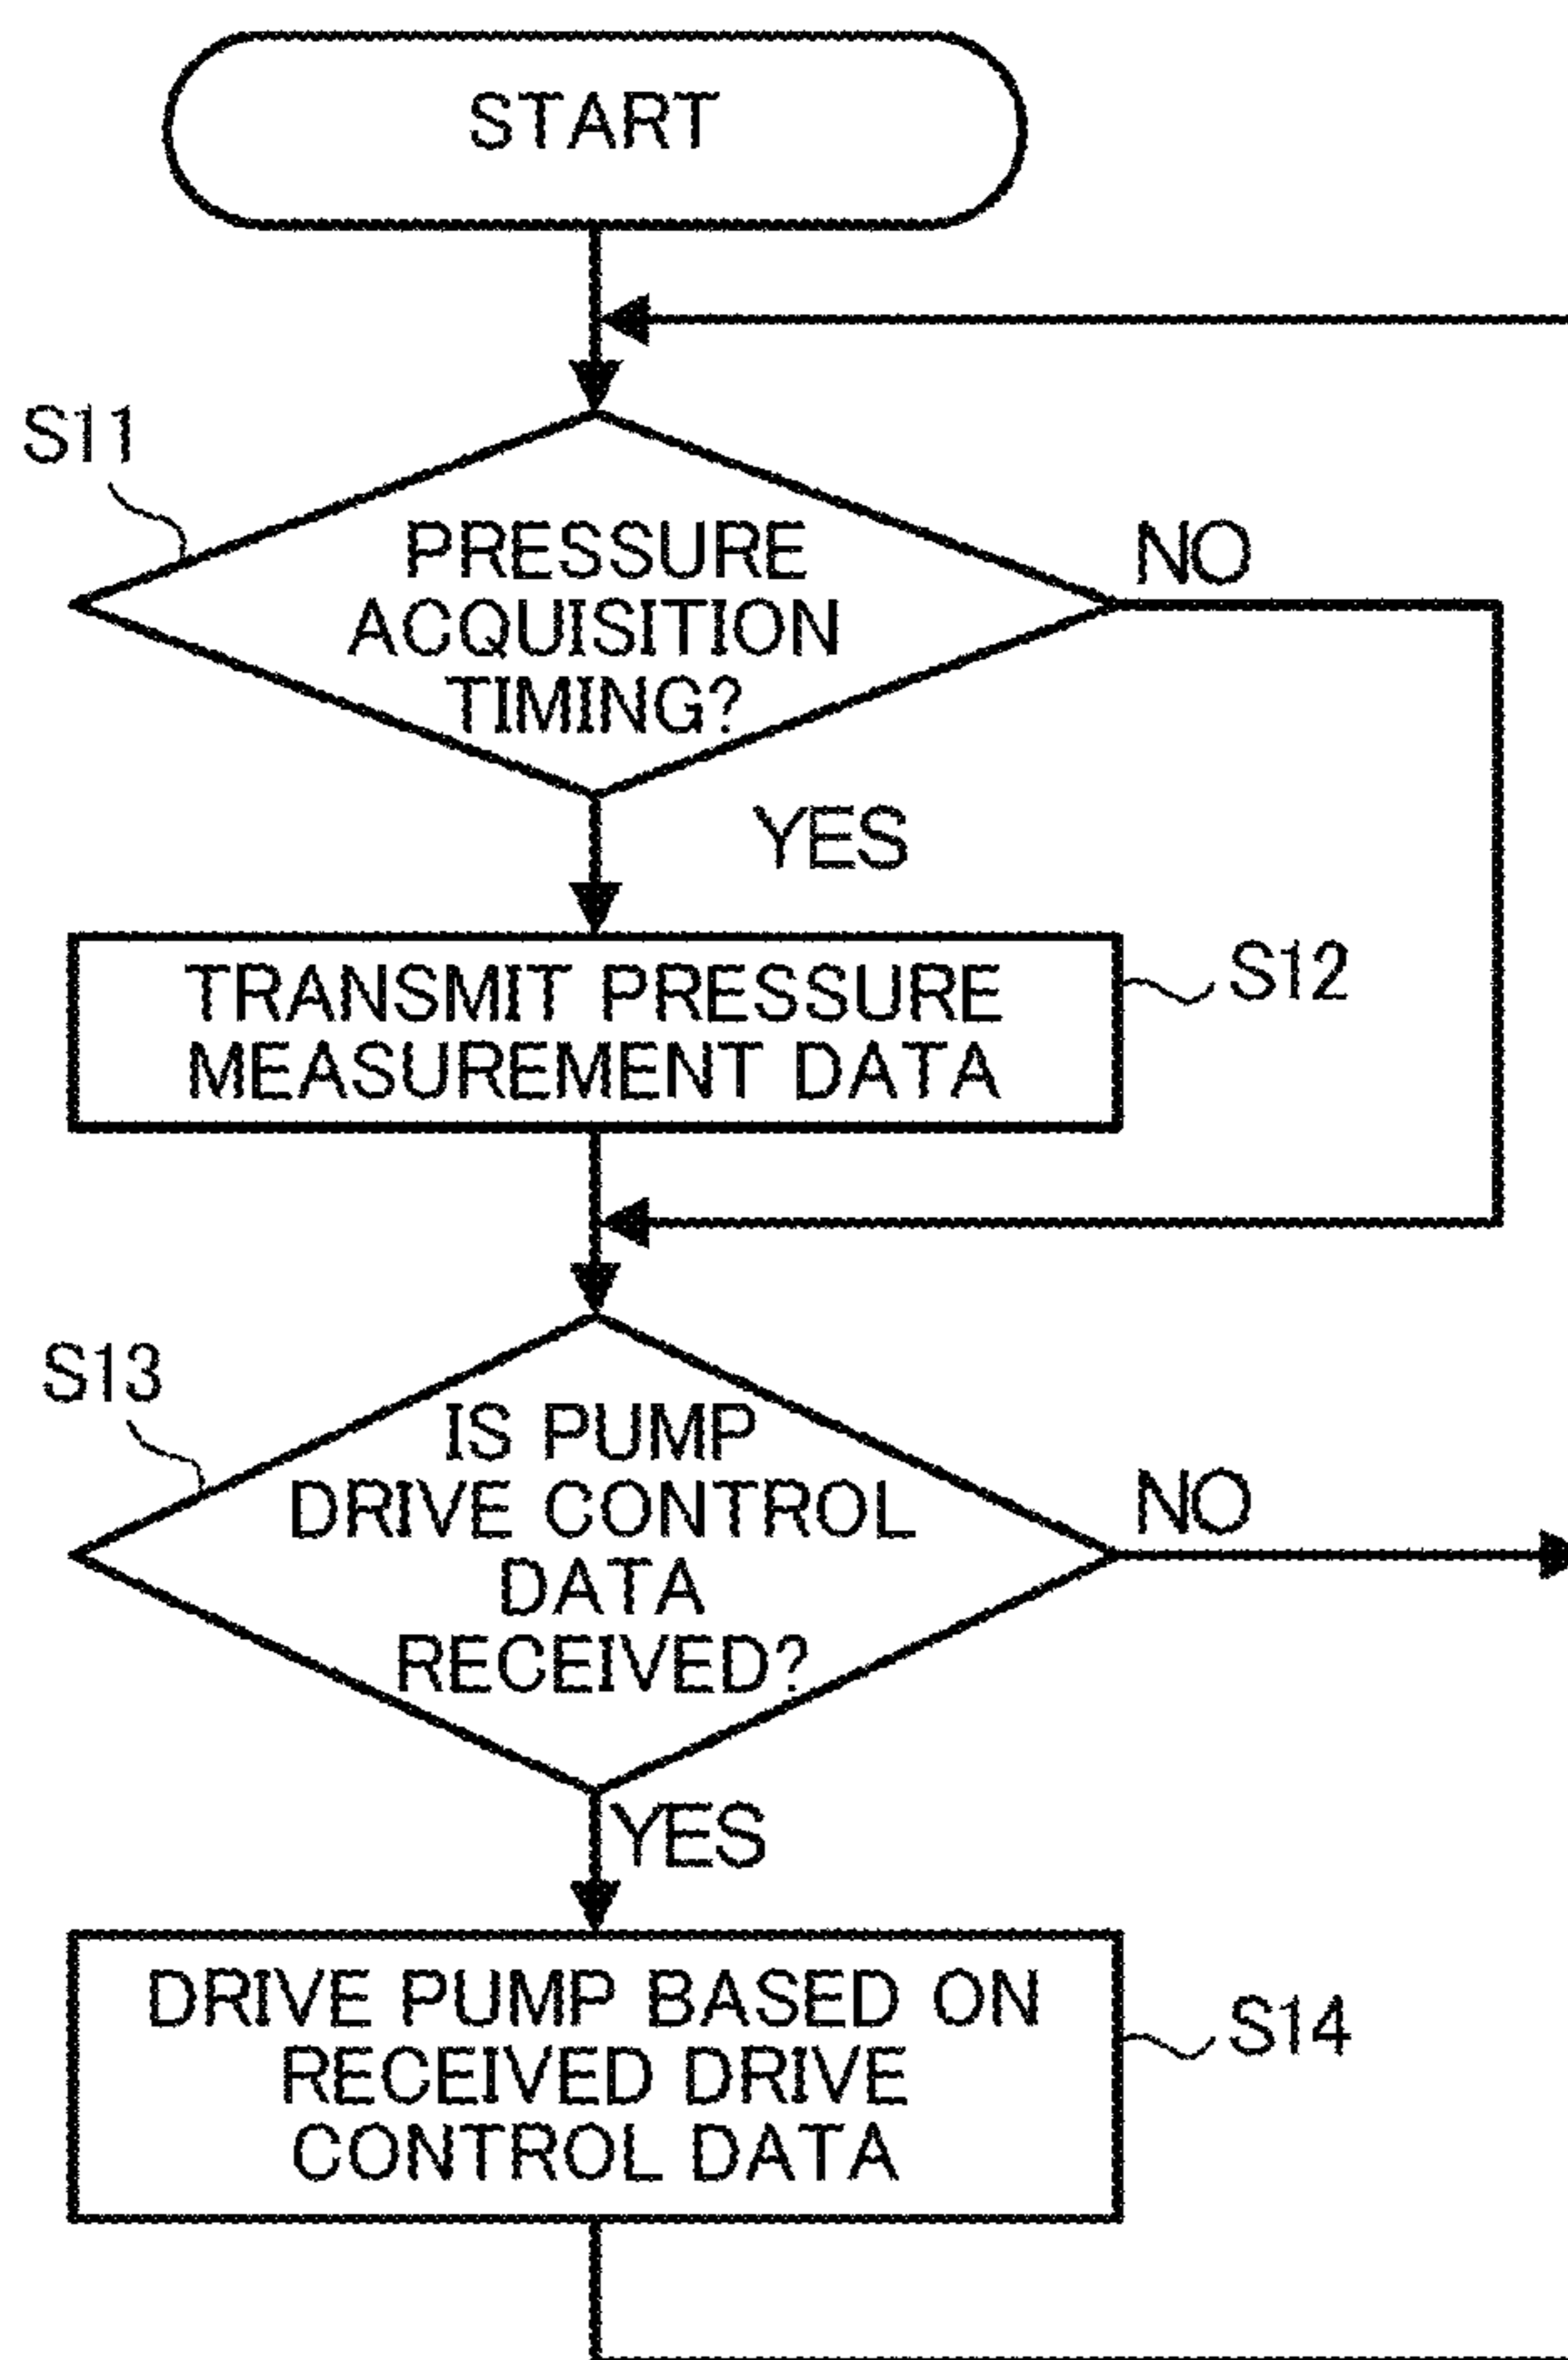 START
S11
PRESSURE
ACQUISITION
TIMING?
NO
YES
TRANSMIT PRESSURE
MEASUREMENT DATA
S12
S13
IS PUMP
DRIVE CONTROL
DATA
RECEIVED?
NO
YES
DRIVE PUMP BASED ON
RECEIVED DRIVE
CONTROL DATA
S14